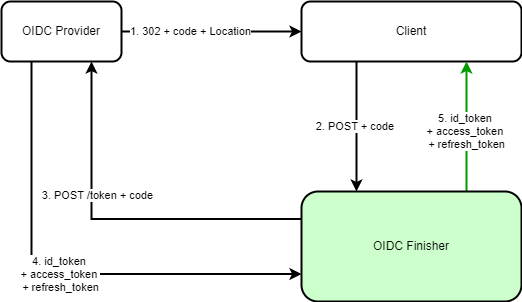 OIDC Provider
1. 302 + code + Location
Client
2. POST + code
5. id_token
+ access_token
+ refresh_token
3. POST /token + code
OIDC Finisher
4. id_token
+ access_token
+ refresh_token